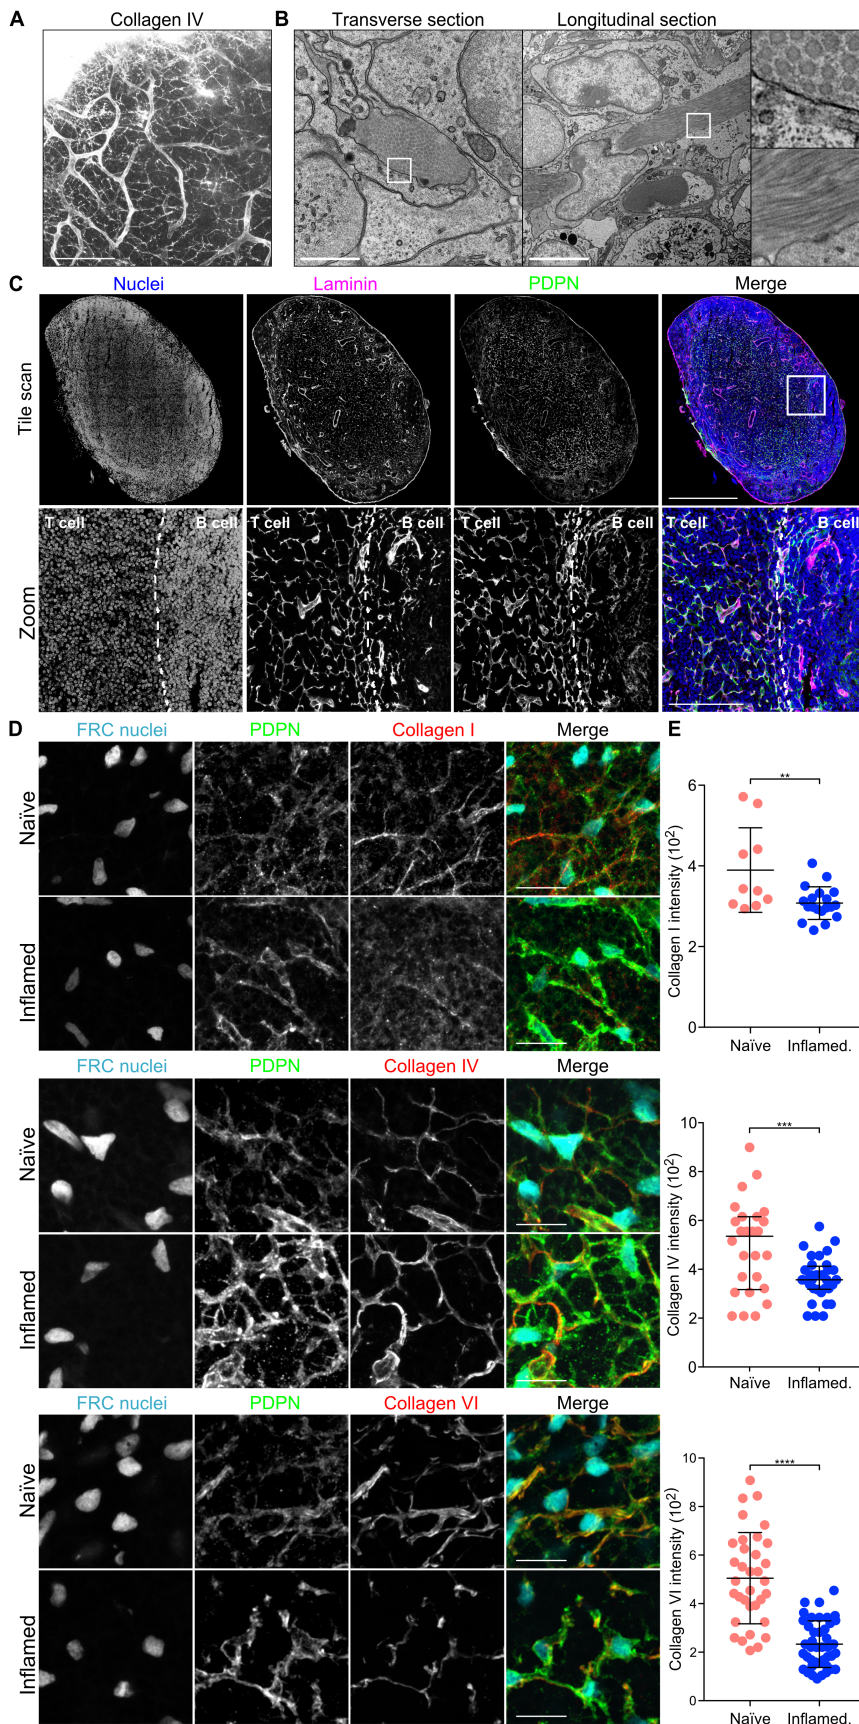 A Collagen IV
B Transverse section Longitudinal section
C Nuclei Laminin PDPN Merge
Tile scan
T cell B cell T cell B cell T cell B cell T cell B cell
Zoom
D FRC nuclei PDPN Collagen I Merge
Naïve
Inflamed
FRC nuclei PDPN Collagen IV Merge
Naïve
Inflamed
FRC nuclei PDPN Collagen VI Merge
Naïve
Inflamed
E
**
Collagen I intensity (10²)
6
4
2
0
Naïve Inflamed.
***
Collagen IV intensity (10²)
10
8
6
4
2
0
Naïve Inflamed.
****
Collagen VI intensity (10²)
10
8
6
4
2
0
Naïve Inflamed.